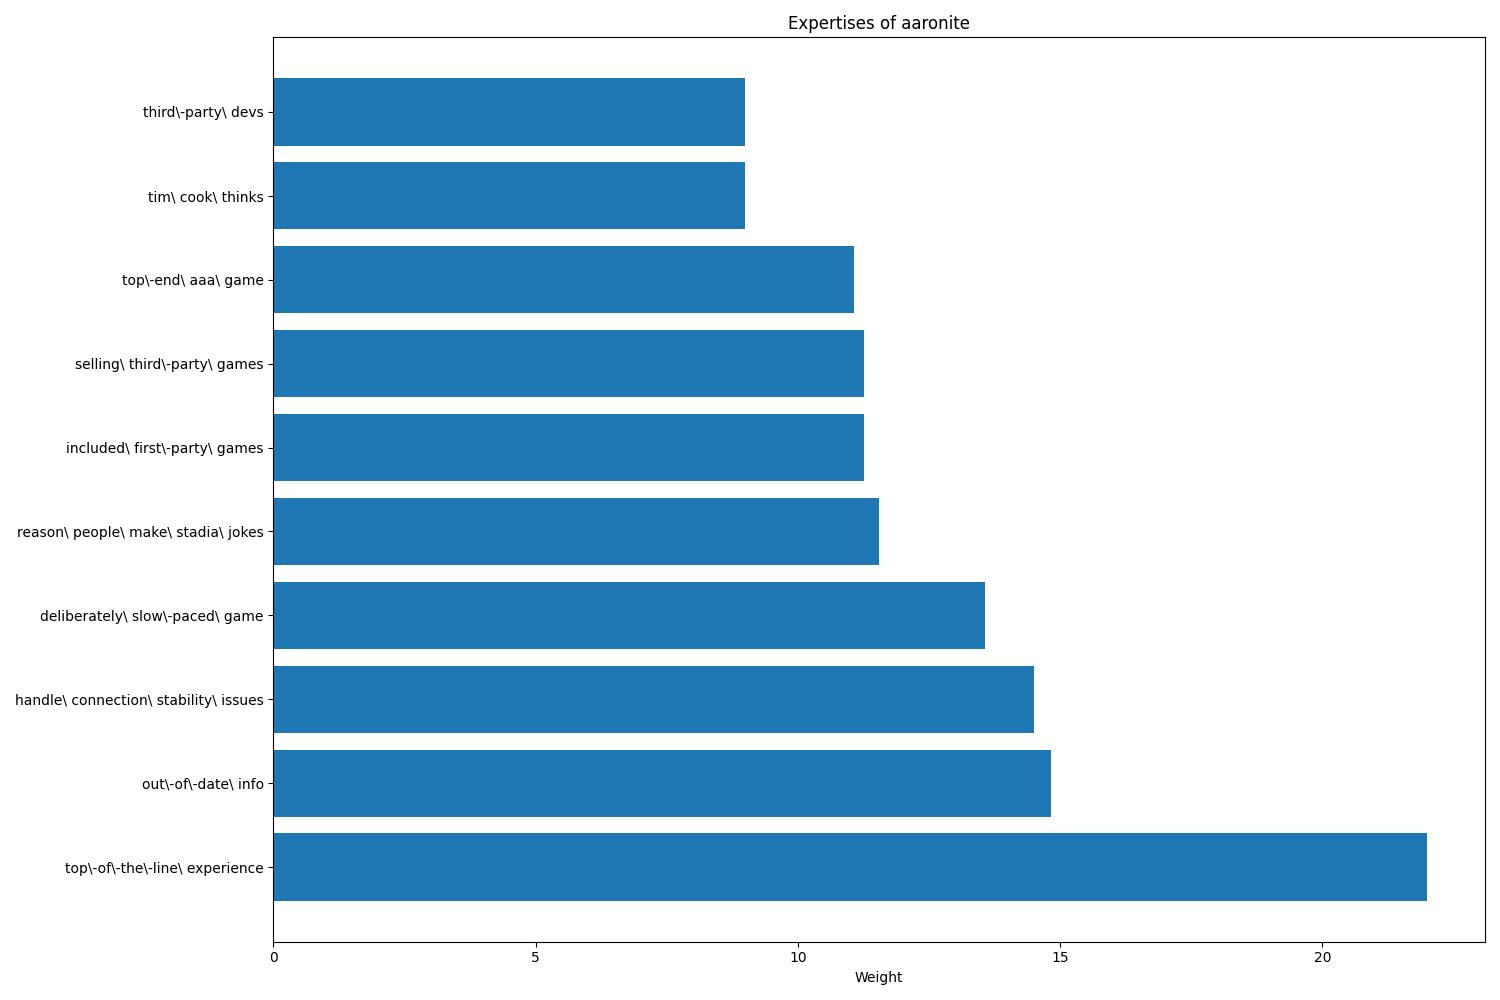 Expertises of aaronite
third\-party\ devs
tim\ cook\ thinks
top\-end\ aaa\ game
selling\ third\-party\ games
included\ first\-party\ games
reason\ people\ make\ stadia\ jokes
deliberately\ slow\-paced\ game
handle\ connection\ stability\ issues
out\-of\-date\ info
top\-of\-the\-line\ experience
0 5 10 15 20
Weight